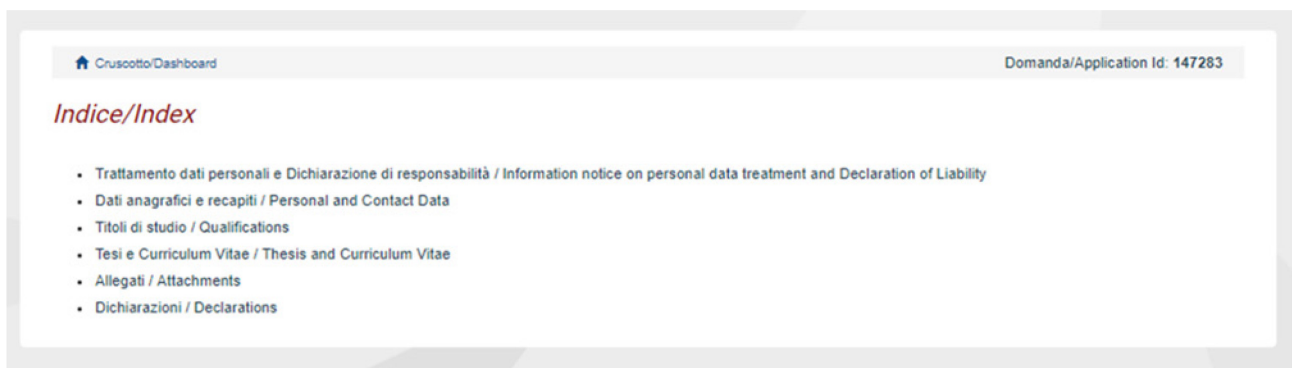 Cruscotto/Dashboard
Domanda/Application Id: 147283
Indice/Index
Trattamento dati personali e Dichiarazione di responsabilità / Information notice on personal data treatment and Declaration of Liability
Dati anagrafici e recapiti / Personal and Contact Data
Titoli di studio / Qualifications
Tesi e Curriculum Vitae / Thesis and Curriculum Vitae
Allegati / Attachments
Dichiarazioni / Declarations